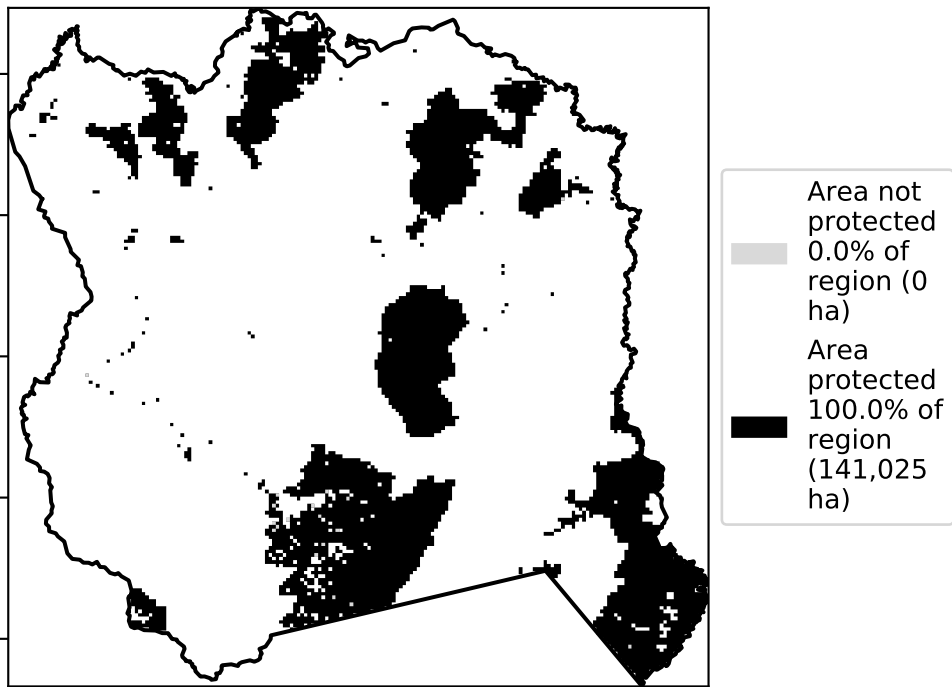 Area not
protected
0.0% of
region (0
ha)
Area
protected
100.0% of
region
(141,025
ha)